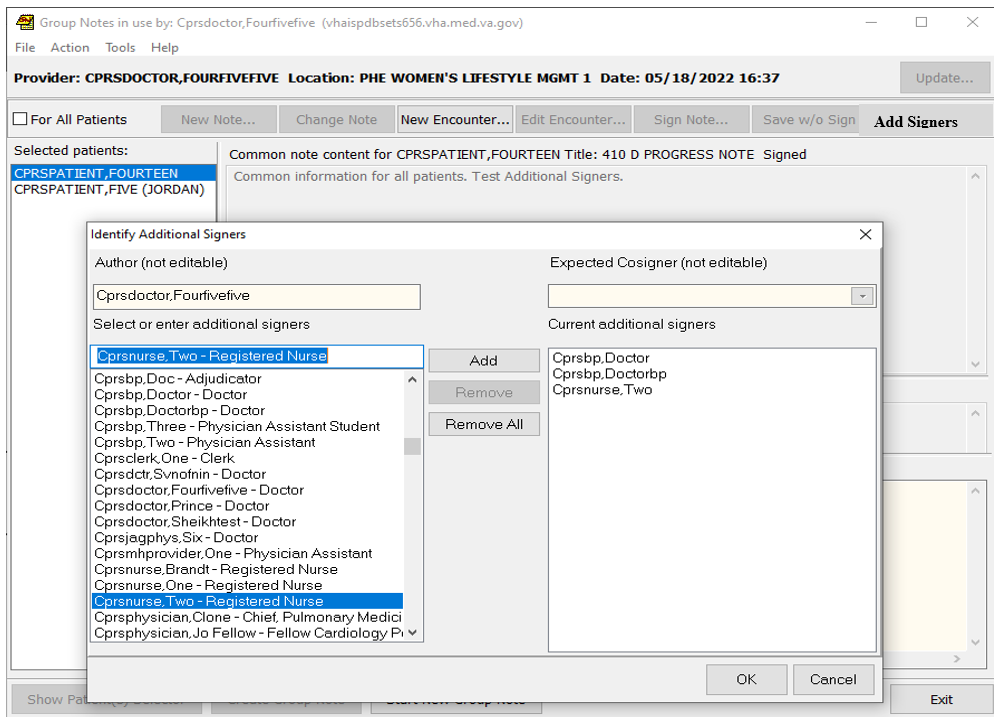 Group Notes in use by: Cprsdoctor,Fourfivefive (vhaispdbsets656.vha.med.va.gov)
File Action Tools Help
Provider: CPRSDOCTOR,FOURFIVEFIVE Location: PHE WOMEN'S LIFESTYLE MGMT 1 Date: 05/18/2022 16:37
Update...
For All Patients
New Note...
Change Note
New Encounter...
Edit Encounter...
Sign Note...
Save w/o Sign
Add Signers
Selected patients:
CPRSPATIENT,FOURTEEN
CPRSPATIENT,FIVE (JORDAN)
Common note content for CPRSPATIENT,FOURTEEN Title: 410 D PROGRESS NOTE Signed
Common information for all patients. Test Additional Signers.
Identify Additional Signers
Author (not editable)
Cprsdoctor,Fourfivefive
Expected Cosigner (not editable)
Select or enter additional signers
Cprsnurse,Two - Registered Nurse
Cprsbp,Doc - Adjudicator
Cprsbp,Doctor - Doctor
Cprsbp,Doctorbp - Doctor
Cprsbp,Three - Physician Assistant Student
Cprsbp,Two - Physician Assistant
Cprsclerk,One - Clerk
Cprsdctr,Svnofnin - Doctor
Cprsdoctor,Fourfivefive - Doctor
Cprsdoctor,Prince - Doctor
Cprsdoctor,Sheikhtest - Doctor
Cprsjagphys,Six - Doctor
Cprsmhprovider,One - Physician Assistant
Cprsnurse,Brandt - Registered Nurse
Cprsnurse,One - Registered Nurse
Cprsnurse,Two - Registered Nurse
Cprsphysician,Clone - Chief, Pulmonary Medici
Cprsphysician,Jo Fellow - Fellow Cardiology P
Add
Remove
Remove All
Current additional signers
Cprsbp,Doctor
Cprsbp,Doctorbp
Cprsnurse,Two
OK
Cancel
Show
Exit